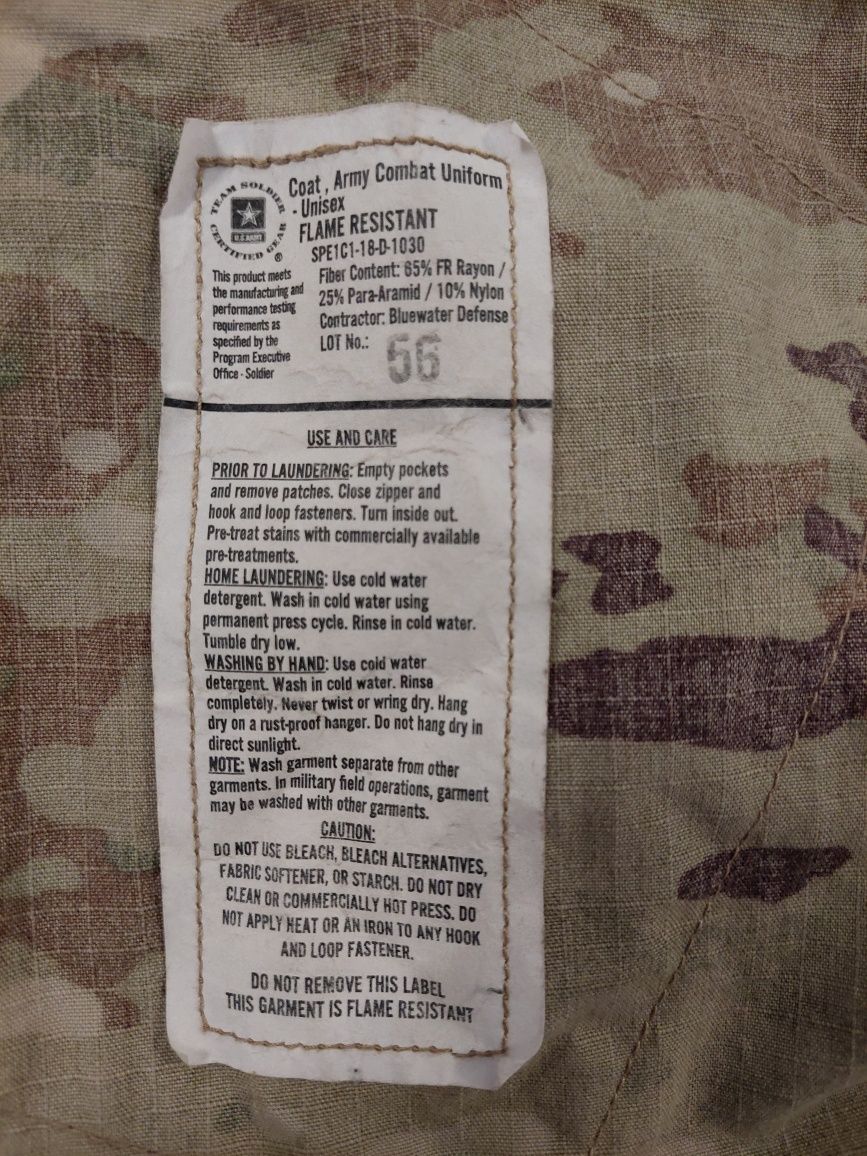 TEAM SOLDIER
U.S.ARMY
CERTIFIED GEAR
®
Coat , Army Combat Uniform
- Unisex
FLAME RESISTANT
SPE1C1-18-D-1030
Fiber Content: 65% FR Rayon /
25% Para-Aramid / 10% Nylon
Contractor: Bluewater Defense
LOT No.: 56
This product meets
the manufacturing and
performance testing
requirements as
specified by the
Program Executive
Office - Soldier
USE AND CARE
PRIOR TO LAUNDERING: Empty pockets
and remove patches. Close zipper and
hook and loop fasteners. Turn inside out.
Pre-treat stains with commercially available
pre-treatments.
HOME LAUNDERING: Use cold water
detergent. Wash in cold water using
permanent press cycle. Rinse in cold water.
Tumble dry low.
WASHING BY HAND: Use cold water
detergent. Wash in cold water. Rinse
completely. Never twist or wring dry. Hang
dry on a rust-proof hanger. Do not hang dry in
direct sunlight.
NOTE: Wash garment separate from other
garments. In military field operations, garment
may be washed with other garments.
CAUTION:
DO NOT USE BLEACH, BLEACH ALTERNATIVES,
FABRIC SOFTENER, OR STARCH. DO NOT DRY
CLEAN OR COMMERCIALLY HOT PRESS. DO
NOT APPLY HEAT OR AN IRON TO ANY HOOK
AND LOOP FASTENER.
DO NOT REMOVE THIS LABEL
THIS GARMENT IS FLAME RESISTANT